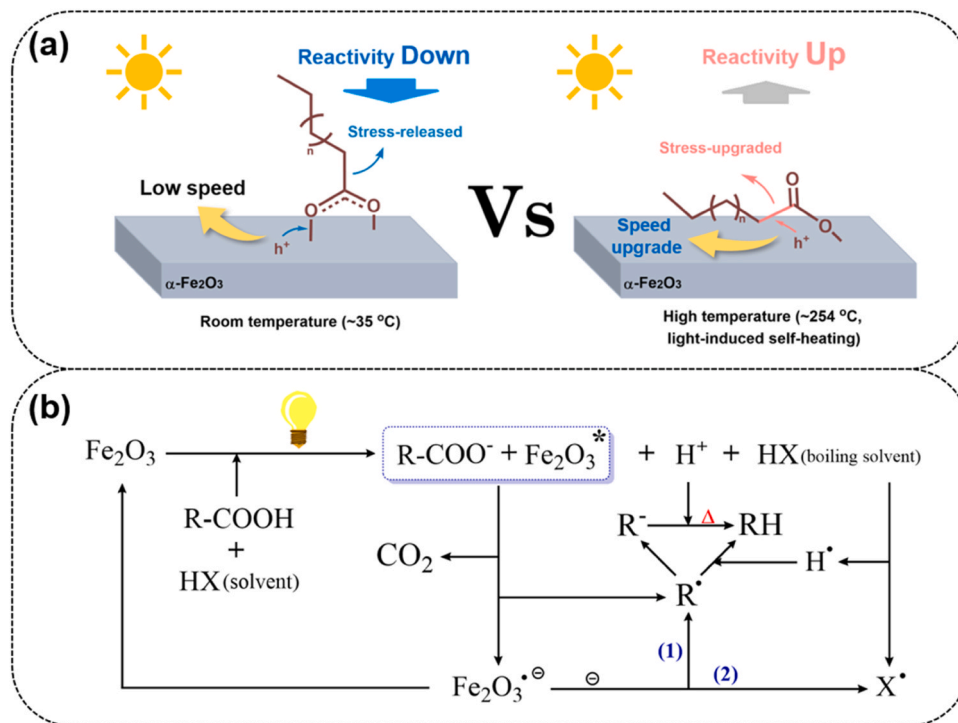 (a)
Reactivity Down
Stress-released
n
O
O
Low speed
h⁺
α-Fe₂O₃
Room temperature (~35 °C)
Vs
Reactivity Up
Stress-upgraded
O
n
O
Speed
upgrade
h⁺
α-Fe₂O₃
High temperature (~254 °C,
light-induced self-heating)
(b)
Fe₂O₃
R-COO⁻ + Fe₂O₃*
+ H⁺ + HX (boiling solvent)
R-COOH
+
HX (solvent)
R⁻
Δ
RH
CO₂
H•
R•
(1)
Fe₂O₃•⊖
⊖
(2)
X•